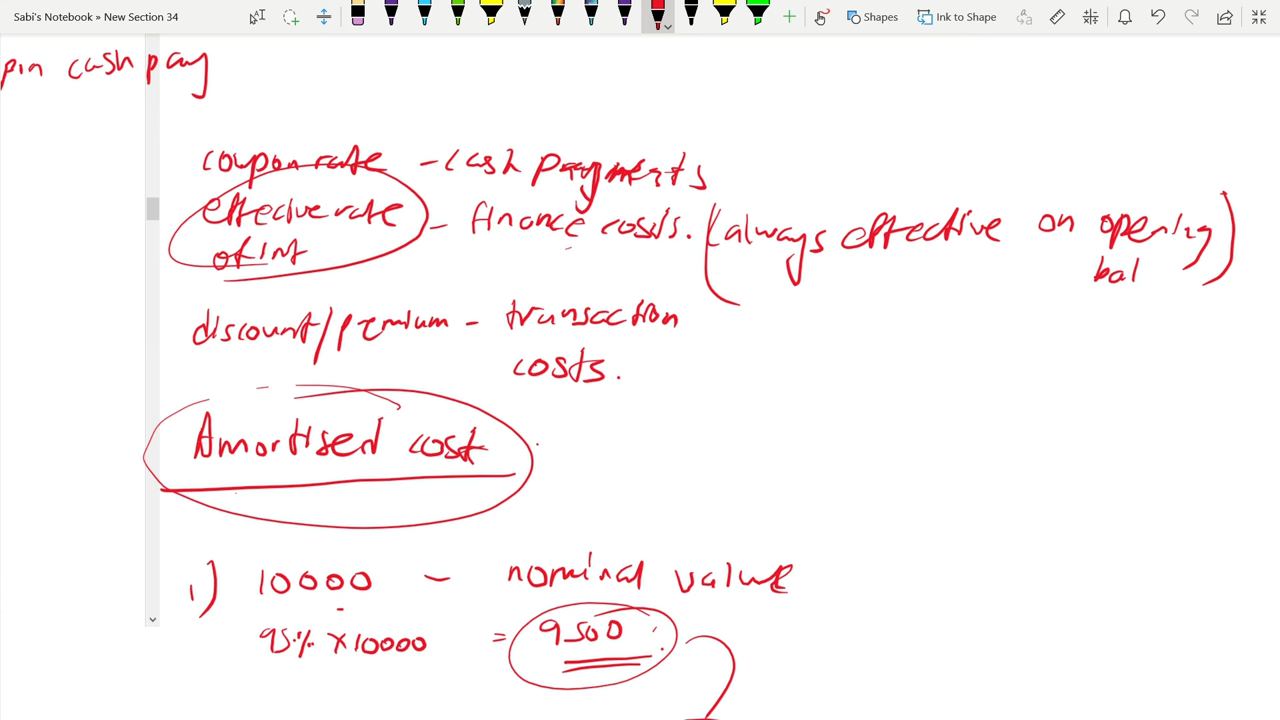 Sabi's Notebook » New Section 34
Shapes
Ink to Shape
pin cash pay
coupon rate - cash payments
effective rate of int - finance costs. (always effective on opening bal)
discount/premium - transaction costs.
Amortised cost
1) 10000 - nominal value
95% x 10000 = 9500